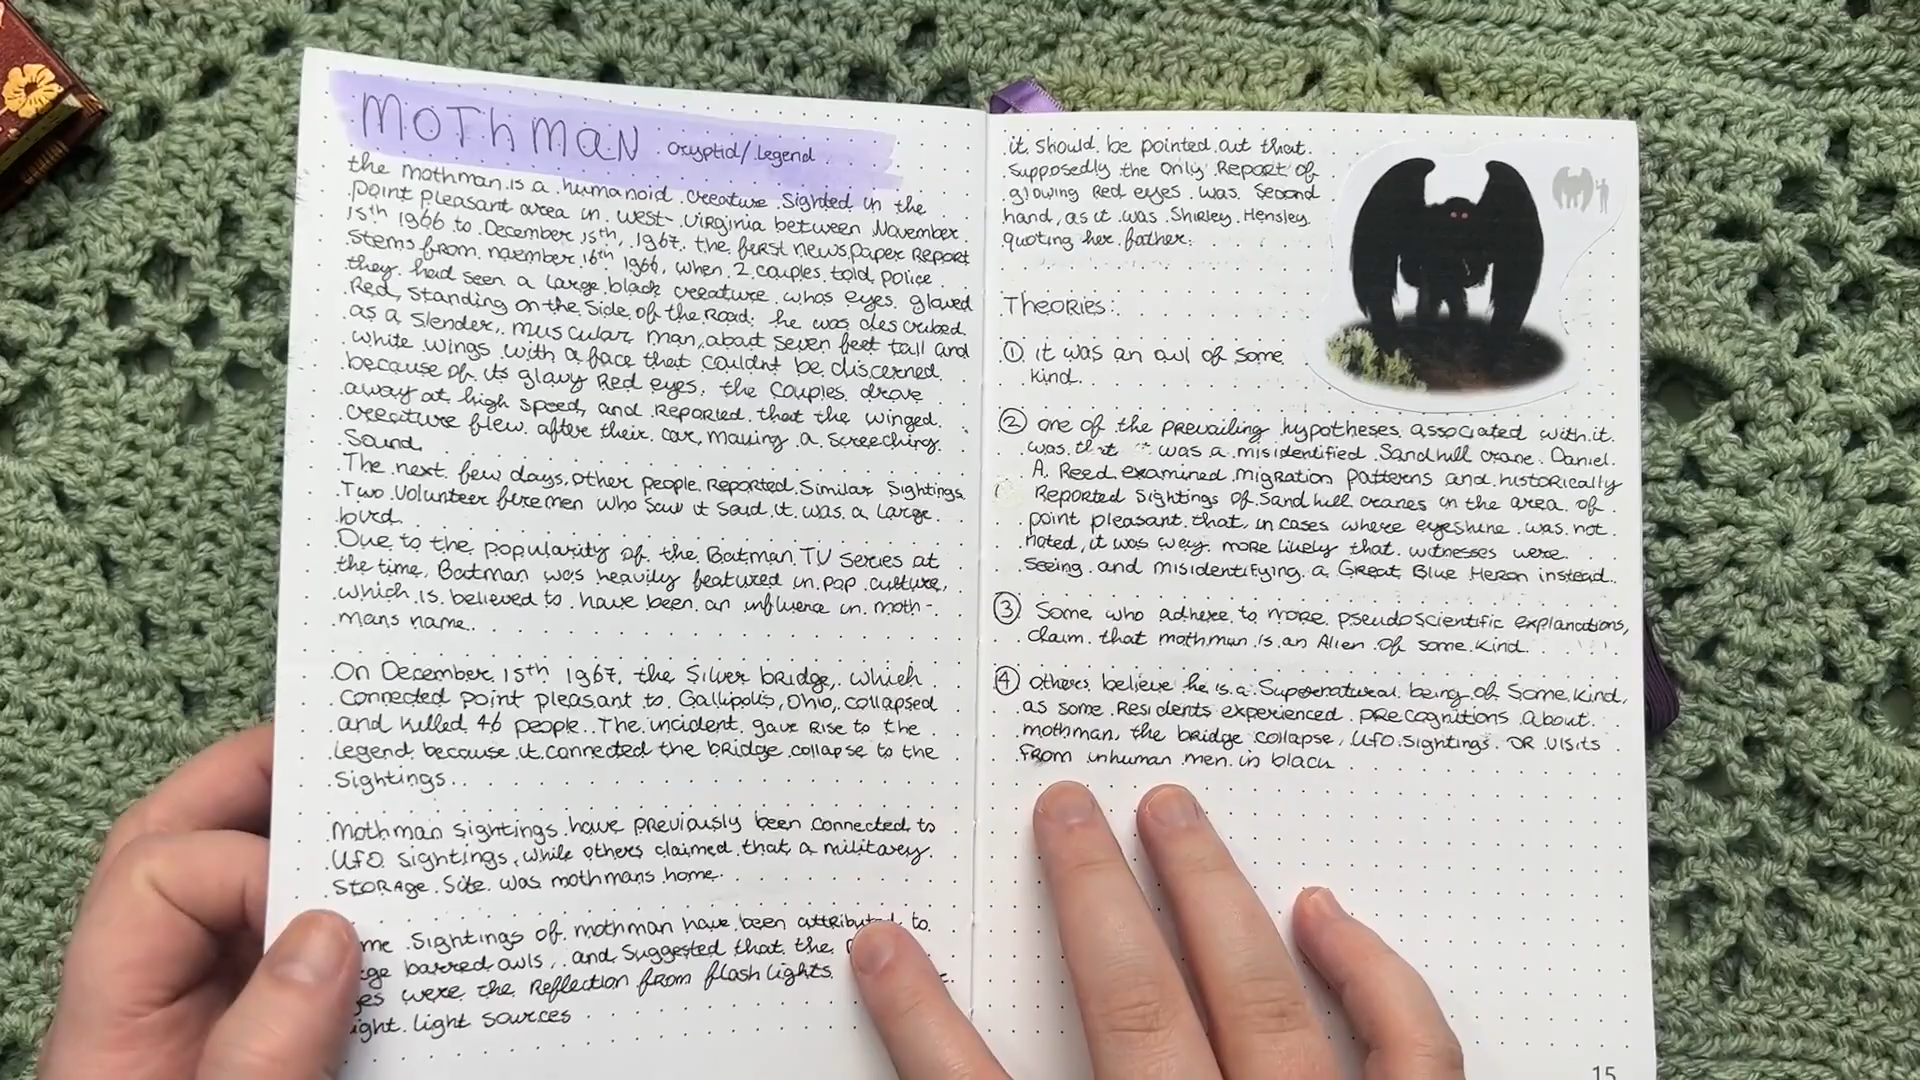 MOTHMAN cryptid/Legend
the mothman is a humanoid creature sighted in the
point pleasant area in west-virginia between November
15th 1966 to December 15th, 1967. the first newspaper Report
stems from november 16th 1966, when 2 couples told police
they had seen a large black creature whos eyes glowed
Red, standing on the side of the Road. he was described
as a slender, muscular man, about seven feet tall and
white wings with a face that couldnt be discerned
because of its glowy Red eyes. the couples drove
away at high speed, and Reported that the winged
creature flew after their car, making a screeching
sound.
The next few days, other people Reported similar sightings
Two volunteer firemen who saw it said it was a large
bird.
Due to the popularity of the Batman TV series at
the time, Batman was heavily featured in pop culture,
which is believed to have been an influence in moth-
mans name.
On December 15th 1967, the Silver bridge, which
connected point pleasant to Gallipolis, Ohio, collapsed
and killed 46 people. The incident gave rise to the
legend because it connected the bridge collapse to the
sightings.
Mothman sightings have previously been connected to
UFO sightings, while others claimed that a military
storage site was mothmans home.
me sightings of mothman have been attributed to
ge barred owls, and suggested that the
es were the reflection from flashlights
ight light sources
it should be pointed out that
supposedly the only Report of
glowing Red eyes was second
hand, as it was Shirley Hensley
quoting her father.
Theories:
① it was an owl of some
kind.
② one of the prevailing hypotheses associated with it
was that was a misidentified Sandhill crane. Daniel
A. Reed examined migration patterns and historically
Reported sightings of Sandhill cranes in the area of
point pleasant that, in cases where eyeshine was not
noted, it was way more likely that witnesses were
seeing and misidentifying a Great Blue Heron instead.
③ Some who adhere to more pseudoscientific explanations,
claim that mothman is an Alien of some kind.
④ others believe he is a supernatural being of some kind,
as some Residents experienced precognitions about
mothman, the bridge collapse, UFO sightings OR visits
from inhuman men in black
15